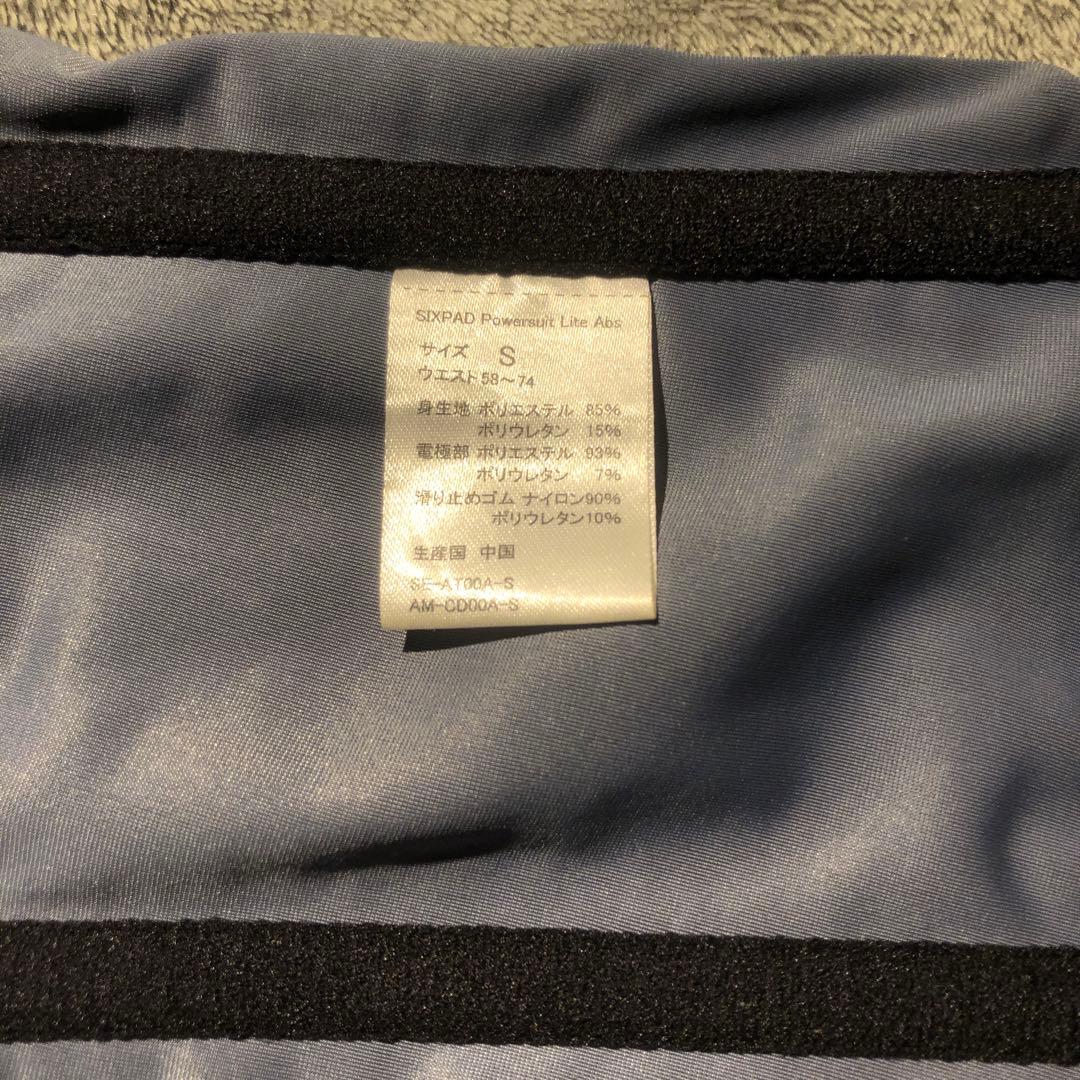 SIXPAD Powersuit Lite Abs
サイズ S
ウエスト 58～74
身生地 ポリエステル 85%
ポリウレタン 15%
電極部 ポリエステル 93%
ポリウレタン 7%
滑り止めゴム ナイロン90%
ポリウレタン10%
生産国 中国
SE-AT00A-S
AM-CD00A-S